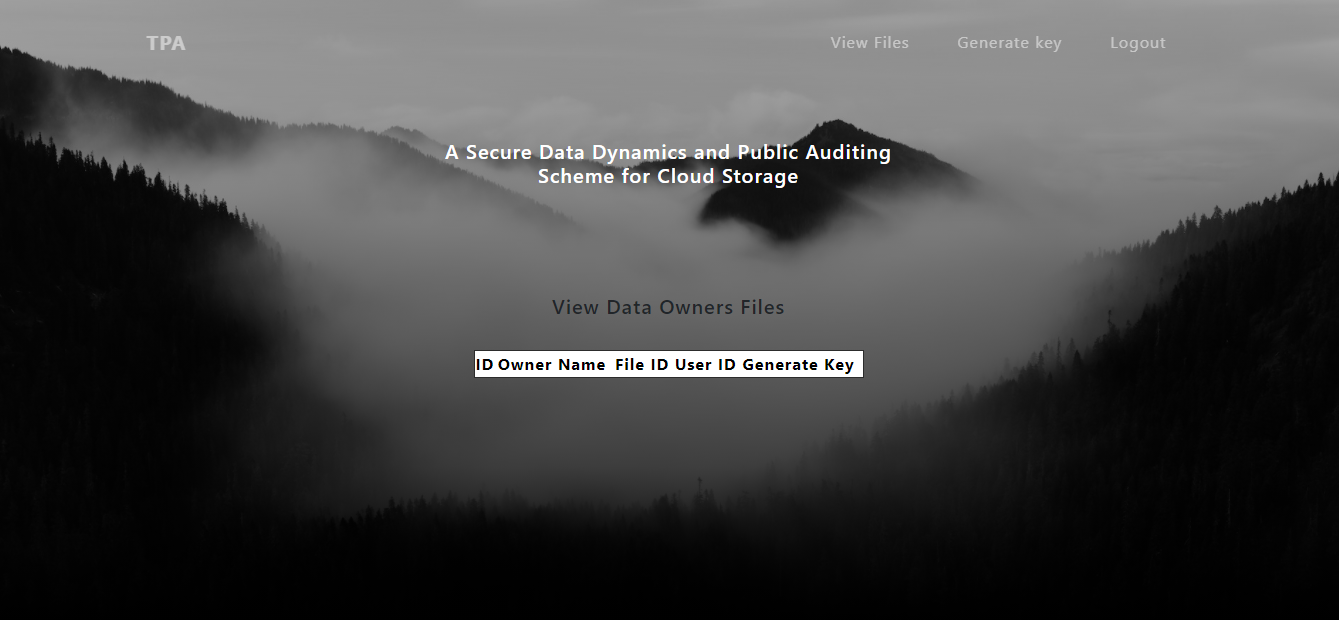 TPA
View Files Generate key Logout
A Secure Data Dynamics and Public Auditing
Scheme for Cloud Storage
View Data Owners Files
ID Owner Name File ID User ID Generate Key